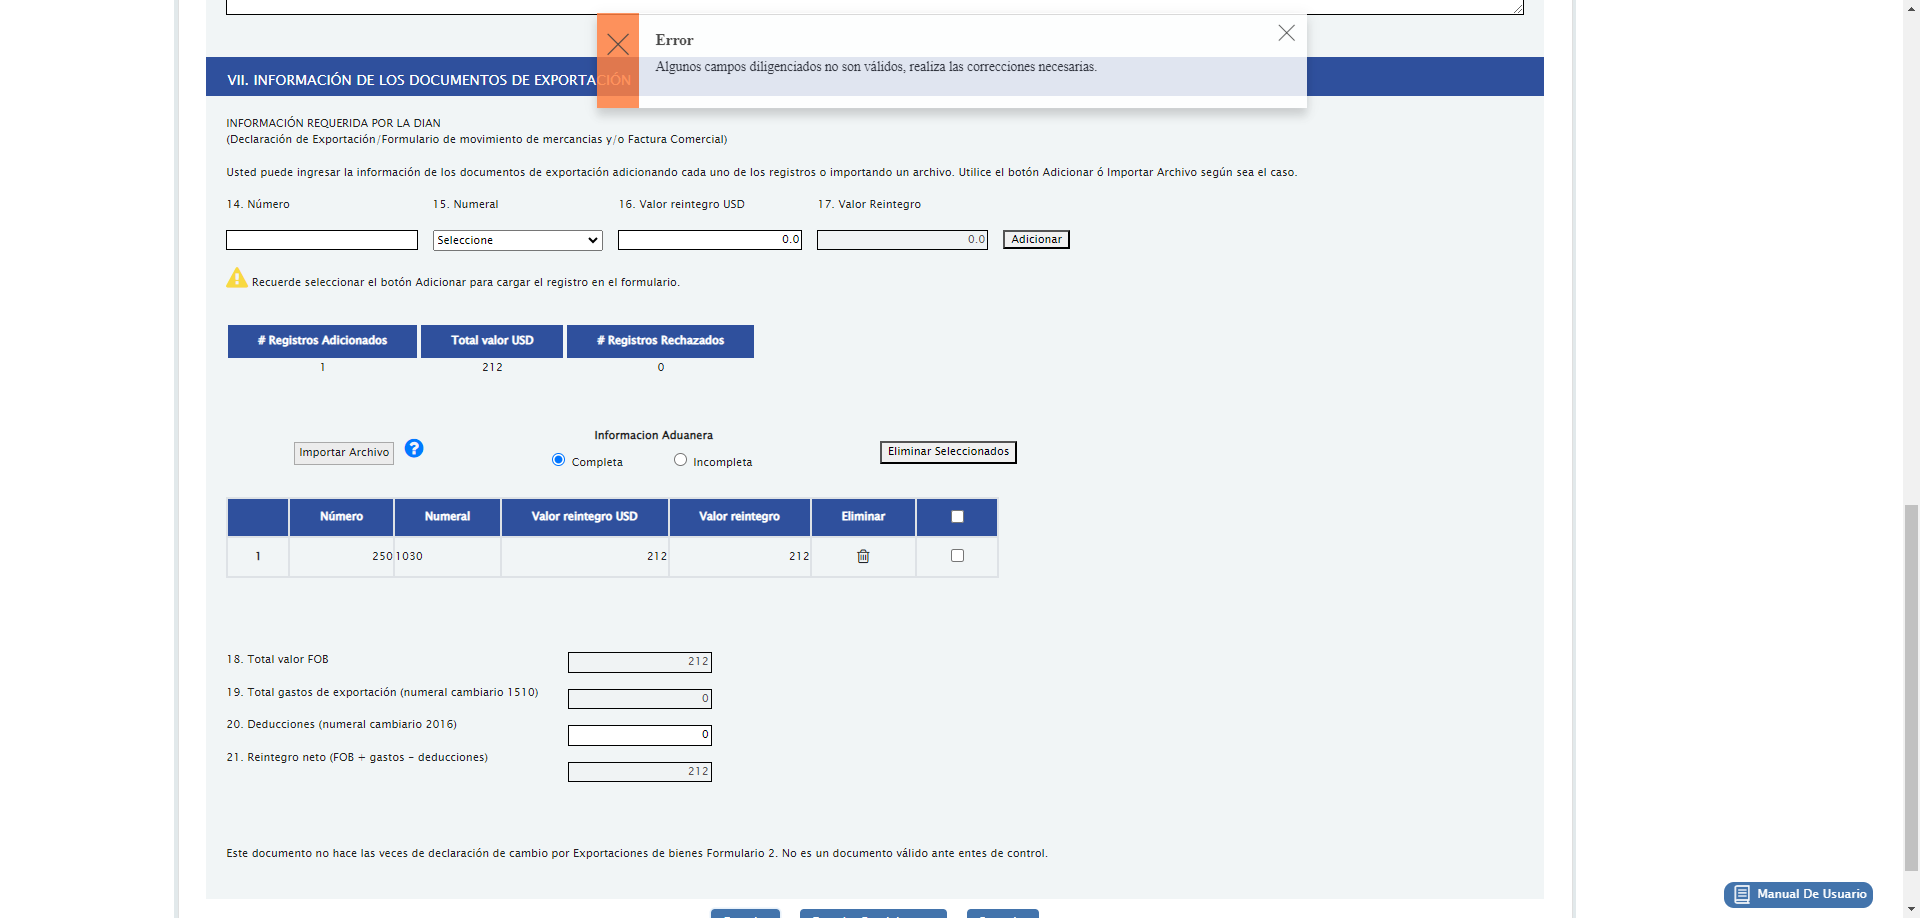 Error
Algunos campos diligenciados no son válidos, realiza las correcciones necesarias.
VII. INFORMACIÓN DE LOS DOCUMENTOS DE EXPORTACIÓN
INFORMACIÓN REQUERIDA POR LA DIAN
(Declaración de Exportación/Formulario de movimiento de mercancias y/o Factura Comercial)
Usted puede ingresar la información de los documentos de exportación adicionando cada uno de los registros o importando un archivo. Utilice el botón Adicionar ó Importar Archivo según sea el caso.
14. Número 15. Numeral 16. Valor reintegro USD 17. Valor Reintegro
Seleccione 0.0 0.0 Adicionar
Recuerde seleccionar el botón Adicionar para cargar el registro en el formulario.
# Registros Adicionados Total valor USD # Registros Rechazados
1 212 0
Informacion Aduanera
Importar Archivo ? Completa Incompleta Eliminar Seleccionados
Número Numeral Valor reintegro USD Valor reintegro Eliminar
1 250 1030 212 212
18. Total valor FOB 212
19. Total gastos de exportación (numeral cambiario 1510) 0
20. Deducciones (numeral cambiario 2016) 0
21. Reintegro neto (FOB + gastos - deducciones) 212
Este documento no hace las veces de declaración de cambio por Exportaciones de bienes Formulario 2. No es un documento válido ante entes de control.
Manual De Usuario